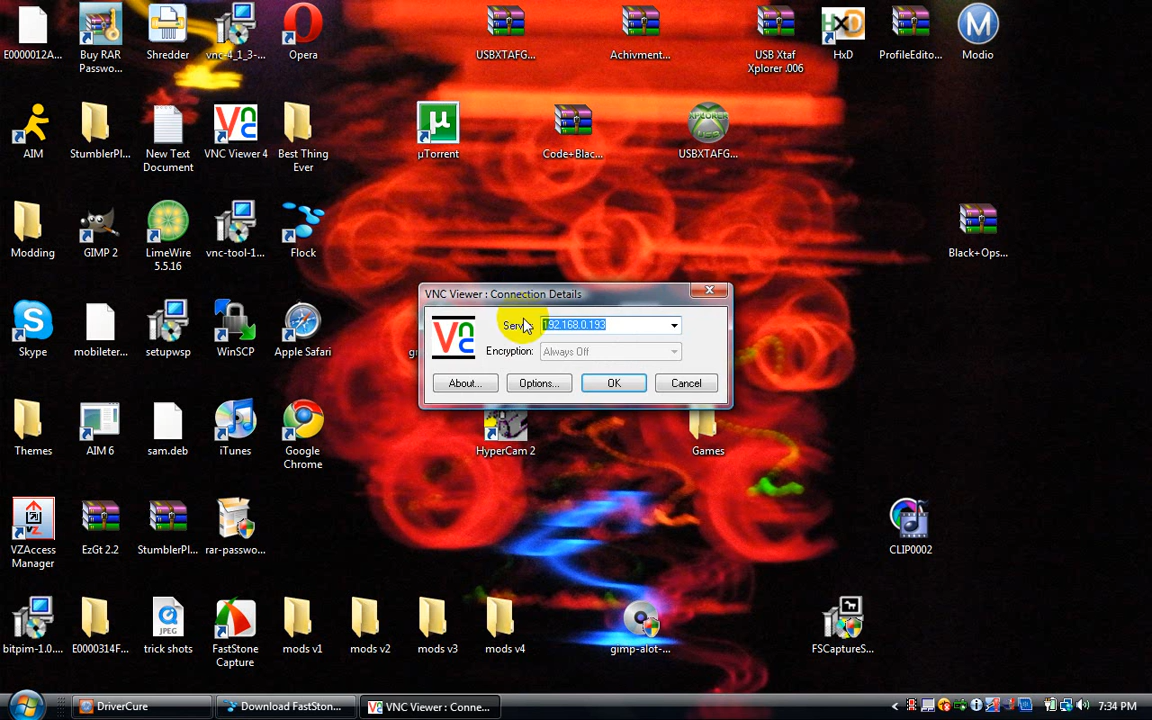 E0000012A...
Buy RAR
Passwo...
Shredder
vnc-4_1_3-...
Opera
USBXTAFG...
Achivment...
USB Xtaf
Xplorer .006
HxD
ProfileEdito...
Modio
AIM
StumblerPl...
New Text
Document
VNC Viewer 4
Best Thing
Ever
µTorrent
Code+Blac...
USBXTAFG...
Modding
GIMP 2
LimeWire
5.5.16
vnc-tool-1...
Flock
Black+Ops...
VNC Viewer : Connection Details
Server:
192.168.0.193
Encryption:
Always Off
About...
Options...
OK
Cancel
Skype
mobileter...
setupwsp
WinSCP
Apple Safari
Themes
AIM 6
sam.deb
iTunes
Google
Chrome
HyperCam 2
Games
VZAccess
Manager
EzGt 2.2
StumblerPl...
rar-passwo...
CLIP0002
bitpim-1.0....
E0000314F...
trick shots
FastStone
Capture
mods v1
mods v2
mods v3
mods v4
gimp-alot-...
FSCaptureS...
DriverCure
Download FastSton...
VNC Viewer : Conne...
7:34 PM